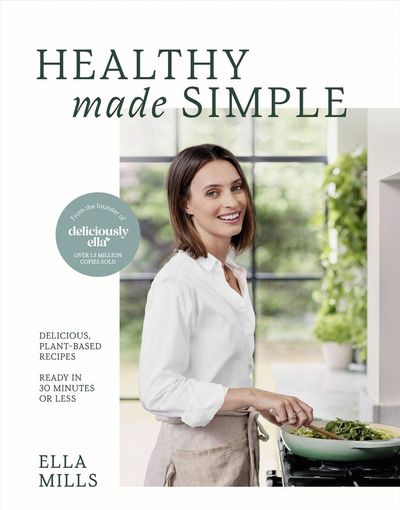 HEALTHY
made SIMPLE
From the founder of
deliciously
ella
OVER 1.5 MILLION
COPIES SOLD
DELICIOUS,
PLANT-BASED
RECIPES
READY IN
30 MINUTES
OR LESS
ELLA
MILLS